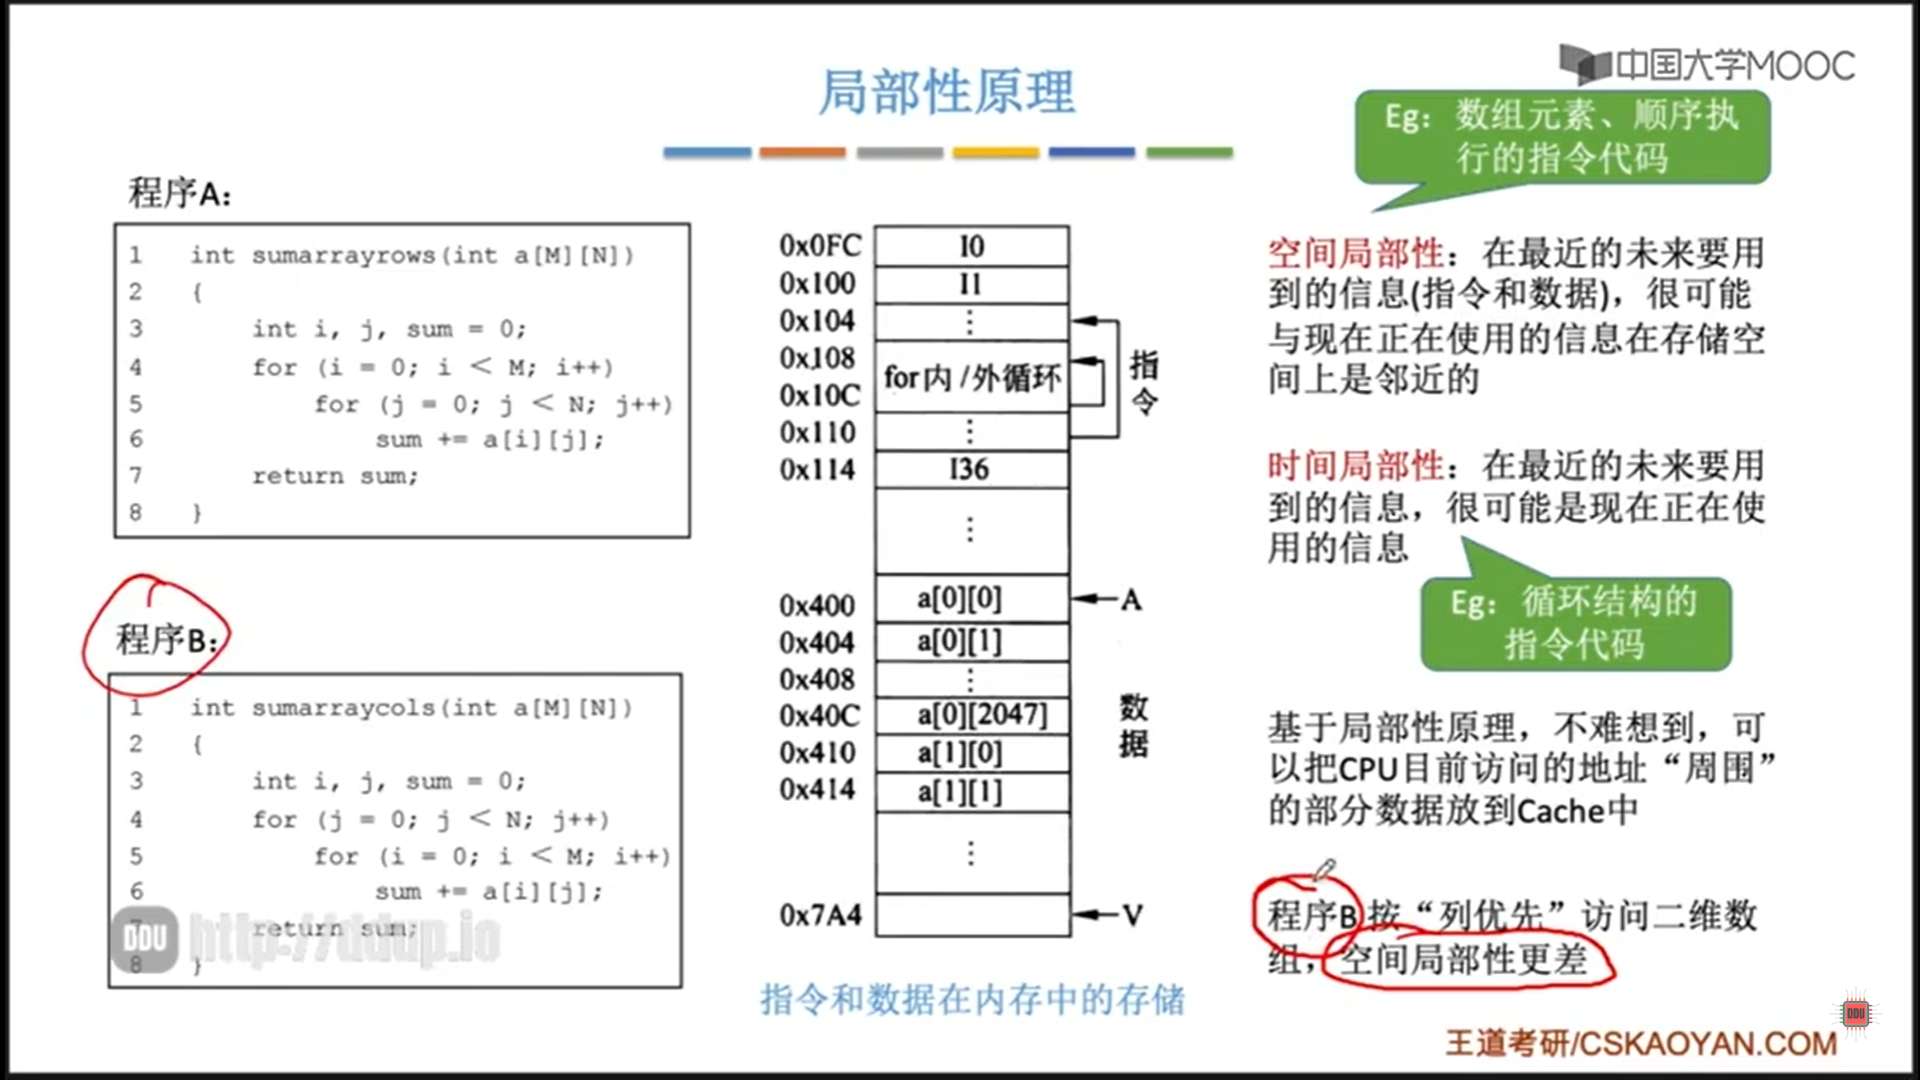 中国大学MOOC
局部性原理
Eg：数组元素、顺序执
行的指令代码
程序A：
1 int sumarrayrows(int a[M][N])
2 {
3 int i, j, sum = 0;
4 for (i = 0; i < M; i++)
5 for (j = 0; j < N; j++)
6 sum += a[i][j];
7 return sum;
8 }
程序B：
1 int sumarraycols(int a[M][N])
2 {
3 int i, j, sum = 0;
4 for (j = 0; j < N; j++)
5 for (i = 0; i < M; i++)
6 sum += a[i][j];
7 return sum;
8 }
DDU http://ddup.io
0x0FC I0
0x100 I1
0x104 ⋮
0x108
for内/外循环
0x10C
0x110 ⋮
0x114 I36
⋮
指令
0x400 a[0][0] A
0x404 a[0][1]
0x408 ⋮
0x40C a[0][2047]
0x410 a[1][0]
0x414 a[1][1]
⋮
0x7A4 V
数据
指令和数据在内存中的存储
空间局部性：在最近的未来要用
到的信息(指令和数据)，很可能
与现在正在使用的信息在存储空
间上是邻近的
时间局部性：在最近的未来要用
到的信息，很可能是现在正在使
用的信息
Eg：循环结构的
指令代码
基于局部性原理，不难想到，可
以把CPU目前访问的地址“周围”
的部分数据放到Cache中
程序B按“列优先”访问二维数
组，空间局部性更差
DDU
王道考研/CSKAOYAN.COM